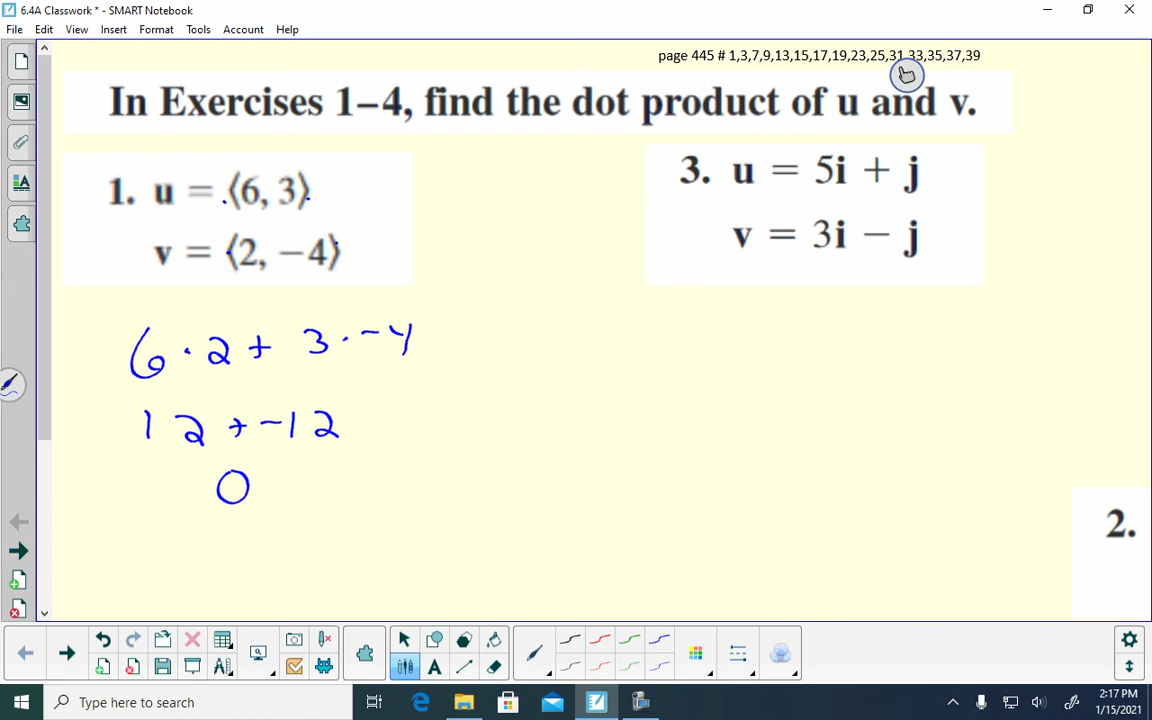 6.4A Classwork * - SMART Notebook
File Edit View Insert Format Tools Account Help
page 445 # 1,3,7,9,13,15,17,19,23,25,31,33,35,37,39
In Exercises 1–4, find the dot product of u and v.
1. u = ⟨6, 3⟩
v = ⟨2, −4⟩
3. u = 5i + j
v = 3i − j
6 · 2 + 3 · -4
12 + -12
0
2.
Type here to search
2:17 PM
1/15/2021